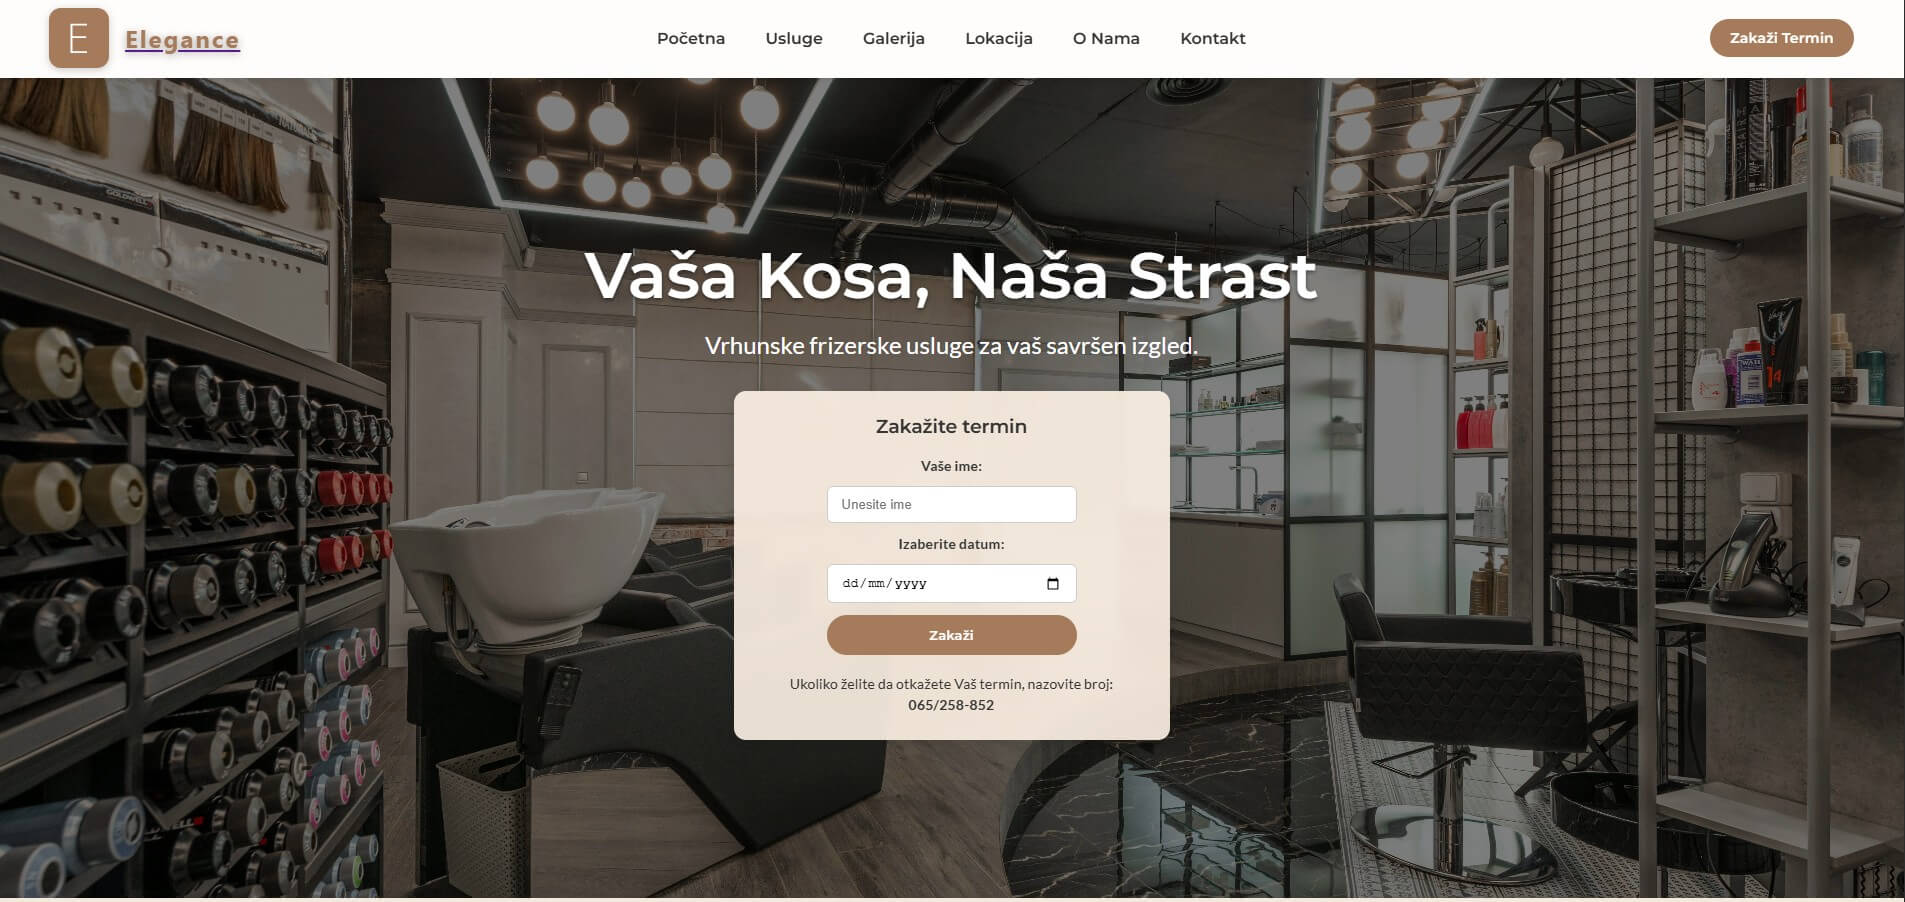 E
Elegance
Početna
Usluge
Galerija
Lokacija
O Nama
Kontakt
Zakaži Termin
GOLDWELL
Vaša Kosa, Naša Strast
Vrhunske frizerske usluge za vaš savršen izgled.
Zakažite termin
Vaše ime:
Unesite ime
Izaberite datum:
dd/mm/yyyy
Zakaži
Ukoliko želite da otkažete Vaš termin, nazovite broj:
065/258-852